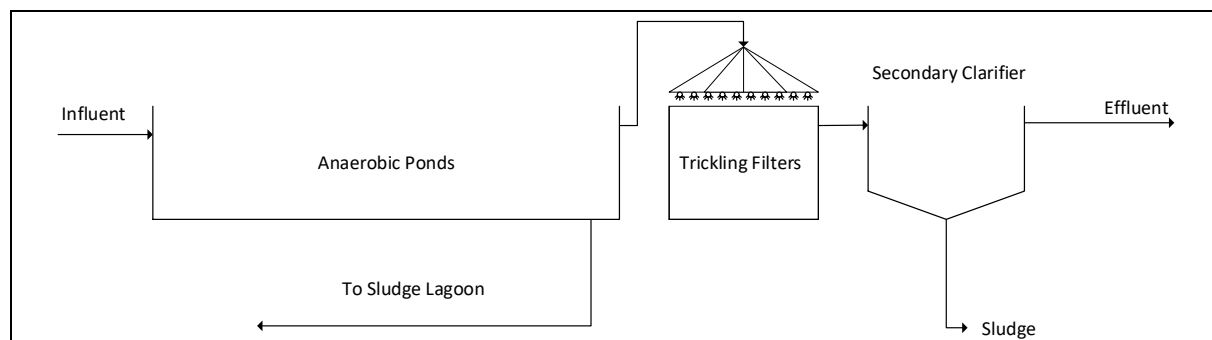 Secondary Clarifier
Influent
Effluent
Anaerobic Ponds
Trickling Filters
To Sludge Lagoon
Sludge